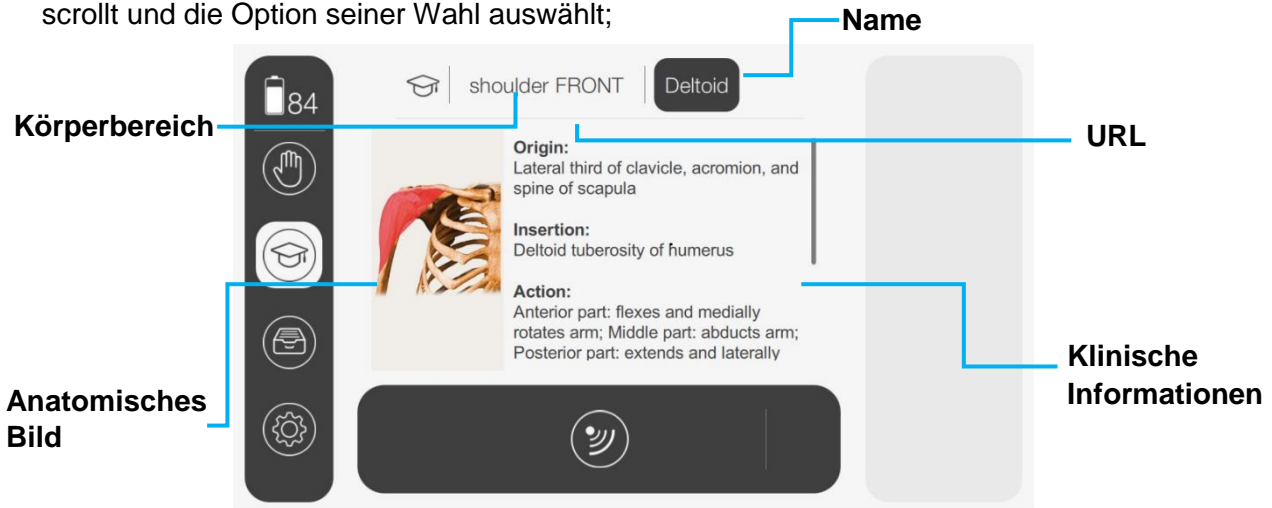 scrollt und die Option seiner Wahl auswählt;
Name
84
shoulder FRONT
Deltoid
Körperbereich
URL
Origin:
Lateral third of clavicle, acromion, and
spine of scapula
Insertion:
Deltoid tuberosity of humerus
Action:
Anterior part: flexes and medially
rotates arm; Middle part: abducts arm;
Posterior part: extends and laterally
Klinische
Informationen
Anatomisches
Bild